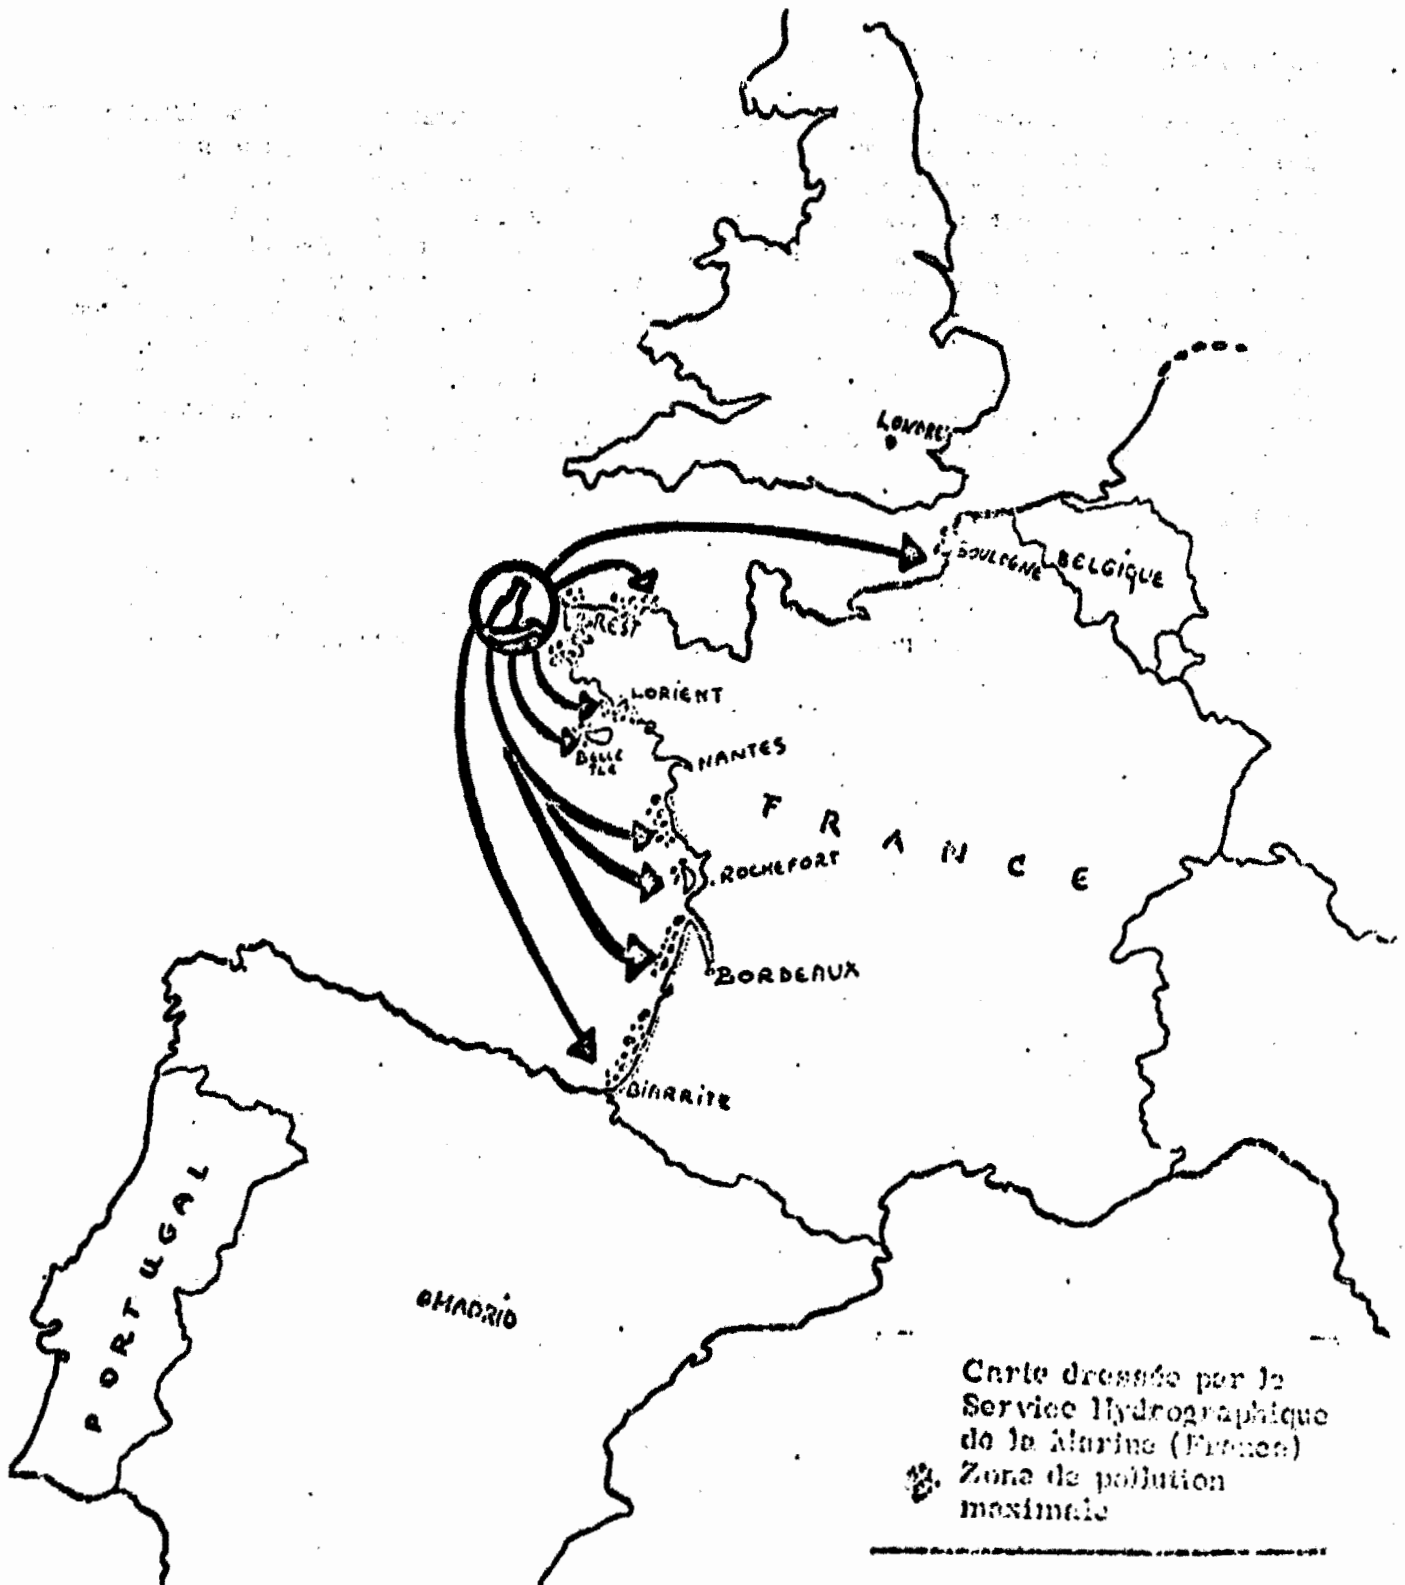 LONDRES
BOULOGNE
BELGIQUE
BREST
LORIENT
BELLE
ILE
NANTES
FRANCE
ROCHEFORT
BORDEAUX
BIARRITZ
PORTUGAL
MADRID
Carte dressée par le
Service Hydrographique
de la Marine (France)
Zone de pollution
maximale